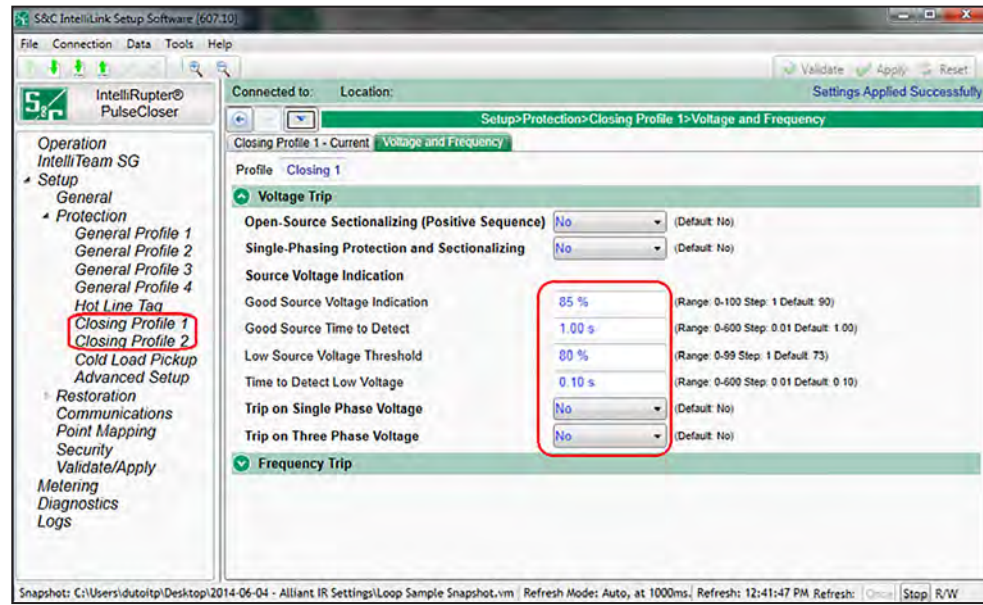 S&C IntelliLink Setup Software [607.10]
File Connection Data Tools Help
Validate Apply Reset
S&C IntelliRupter®
PulseCloser
Connected to: Location: Settings Applied Successfully
Setup>Protection>Closing Profile 1>Voltage and Frequency
Closing Profile 1 - Current Voltage and Frequency
Profile Closing 1
Operation
IntelliTeam SG
Setup
General
Protection
General Profile 1
General Profile 2
General Profile 3
General Profile 4
Hot Line Tag
Closing Profile 1
Closing Profile 2
Cold Load Pickup
Advanced Setup
Restoration
Communications
Point Mapping
Security
Validate/Apply
Metering
Diagnostics
Logs
Voltage Trip
Open-Source Sectionalizing (Positive Sequence) No (Default: No)
Single-Phasing Protection and Sectionalizing No (Default: No)
Source Voltage Indication
Good Source Voltage Indication 85 % (Range: 0-100 Step: 1 Default: 90)
Good Source Time to Detect 1.00 s (Range: 0-600 Step: 0.01 Default: 1.00)
Low Source Voltage Threshold 80 % (Range: 0-99 Step: 1 Default: 73)
Time to Detect Low Voltage 0.10 s (Range: 0-600 Step: 0.01 Default: 0.10)
Trip on Single Phase Voltage No (Default: No)
Trip on Three Phase Voltage No (Default: No)
Frequency Trip
Snapshot: C:\Users\dutoitp\Desktop\2014-06-04 - Alliant IR Settings\Loop Sample Snapshot.vm Refresh Mode: Auto, at 1000ms. Refresh: 12:41:47 PM Refresh: Once Stop R/W